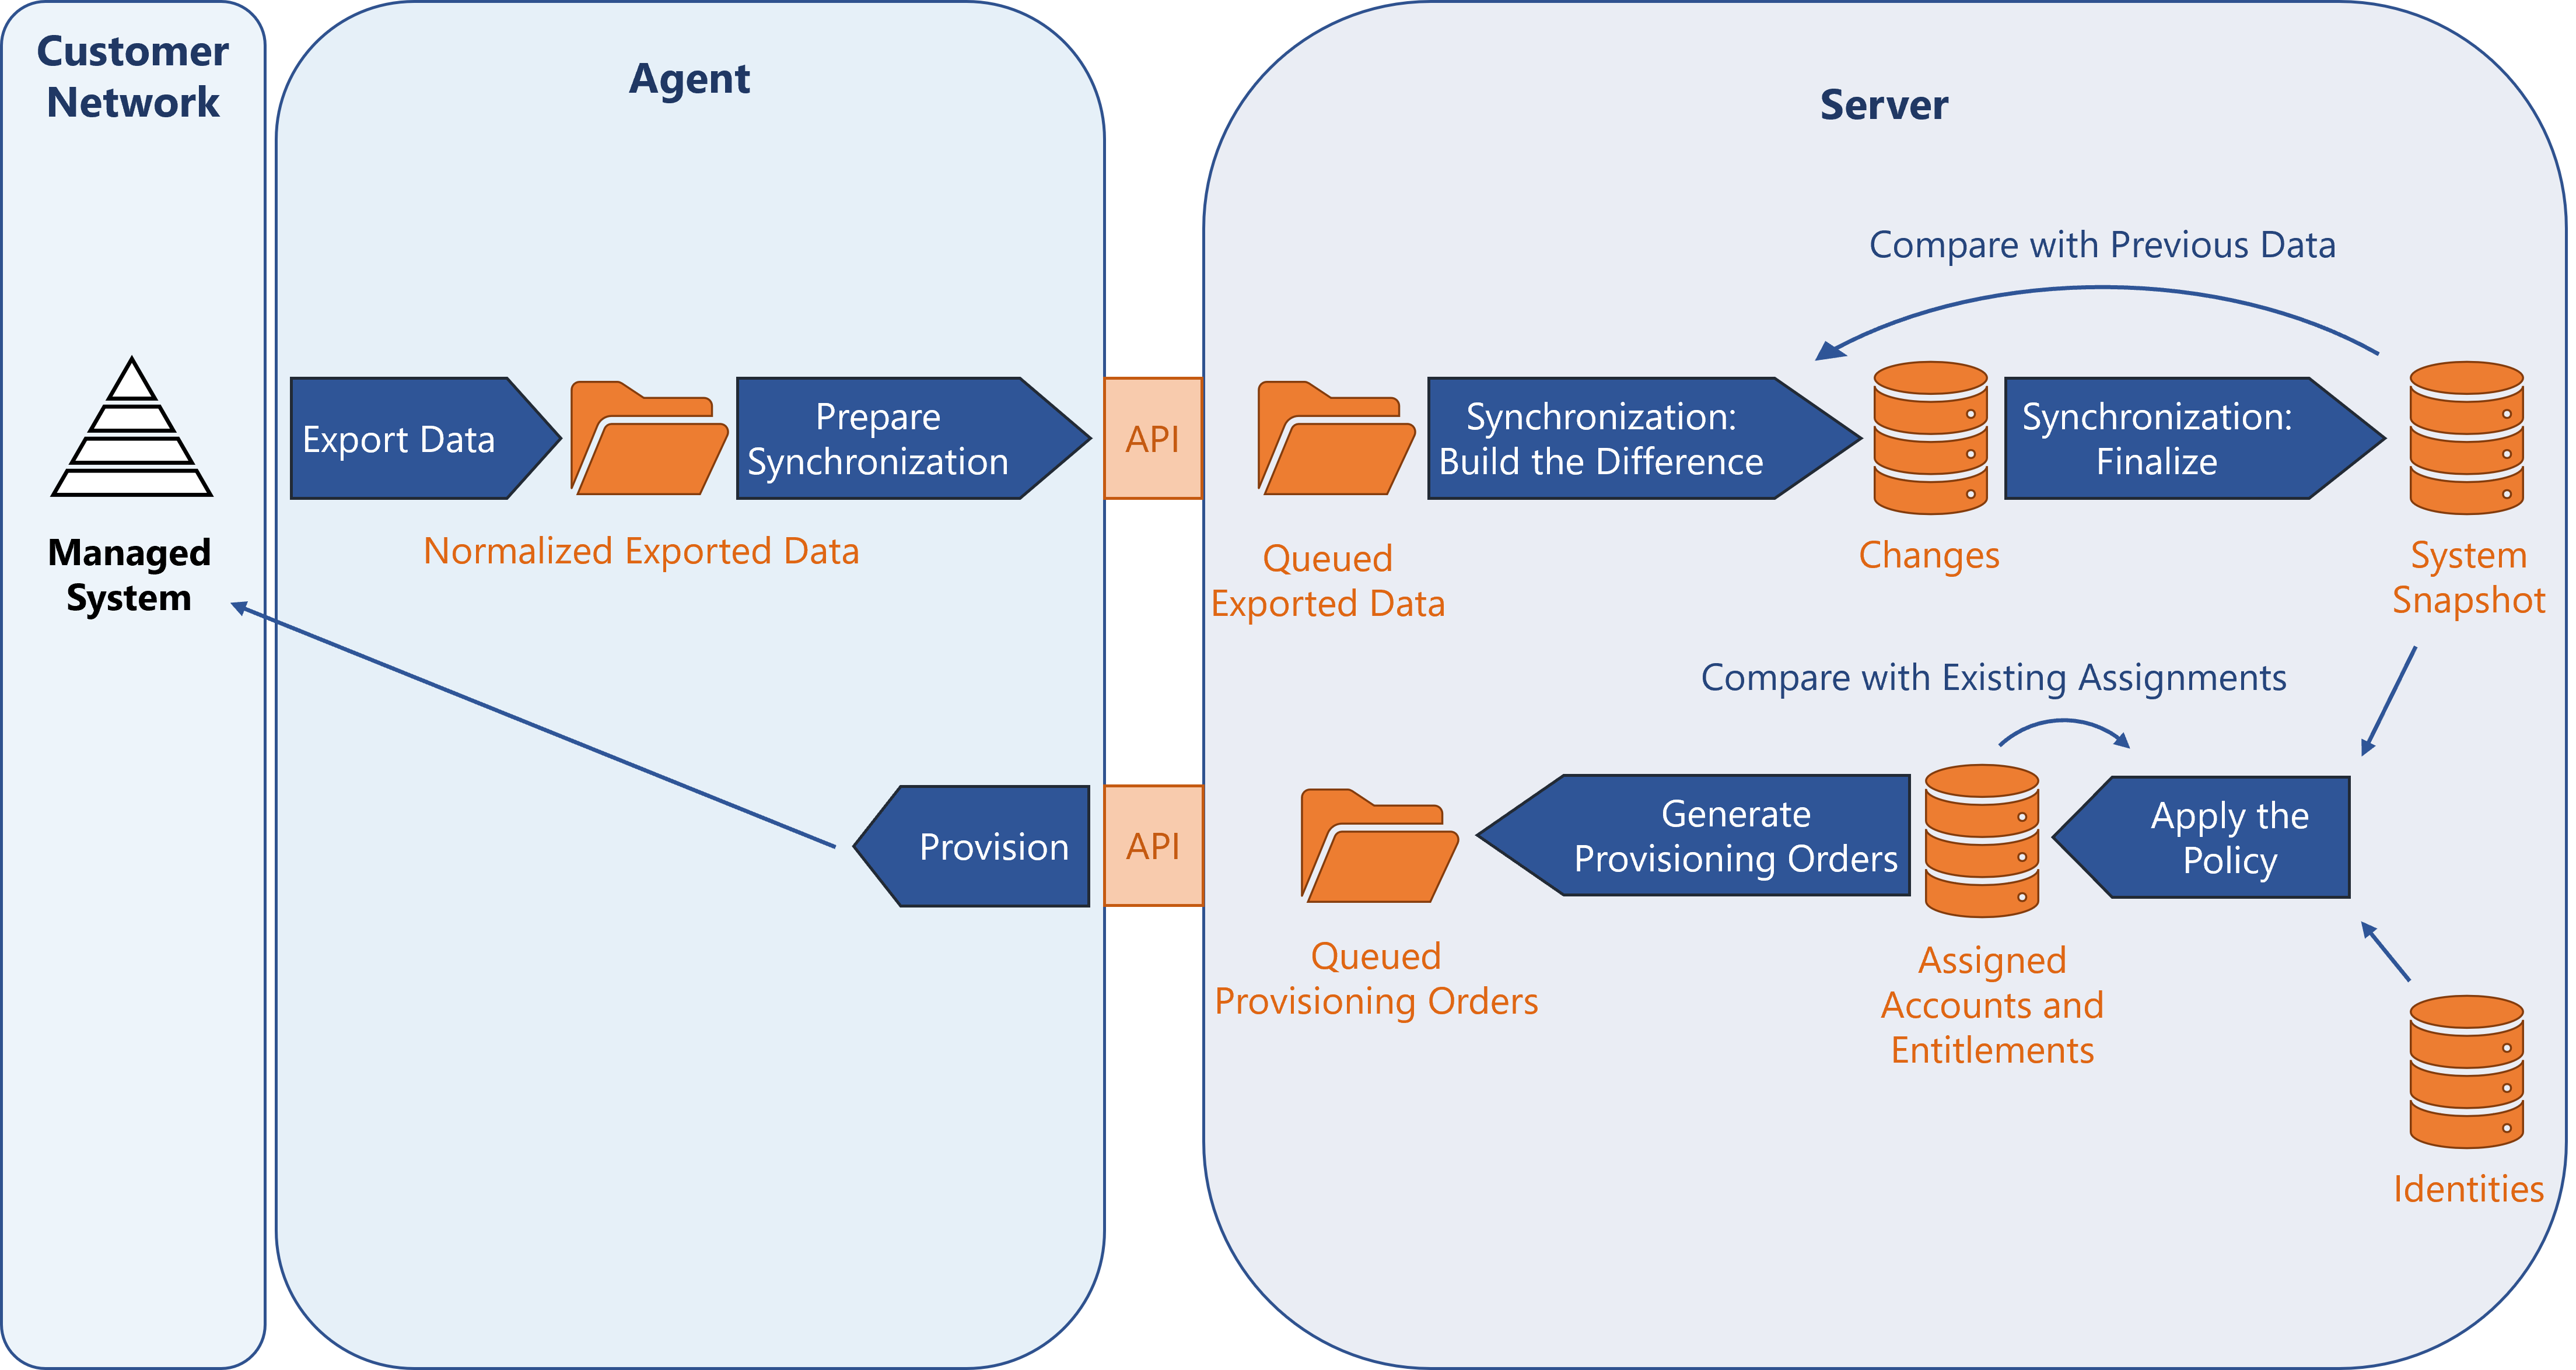 Customer
Network
Agent
Server
Compare with Previous Data
Export Data
Prepare
Synchronization
API
Synchronization:
Build the Difference
Synchronization:
Finalize
Managed
System
Normalized Exported Data
Queued
Exported Data
Changes
System
Snapshot
Compare with Existing Assignments
Provision
API
Generate
Provisioning Orders
Apply the
Policy
Queued
Provisioning Orders
Assigned
Accounts and
Entitlements
Identities